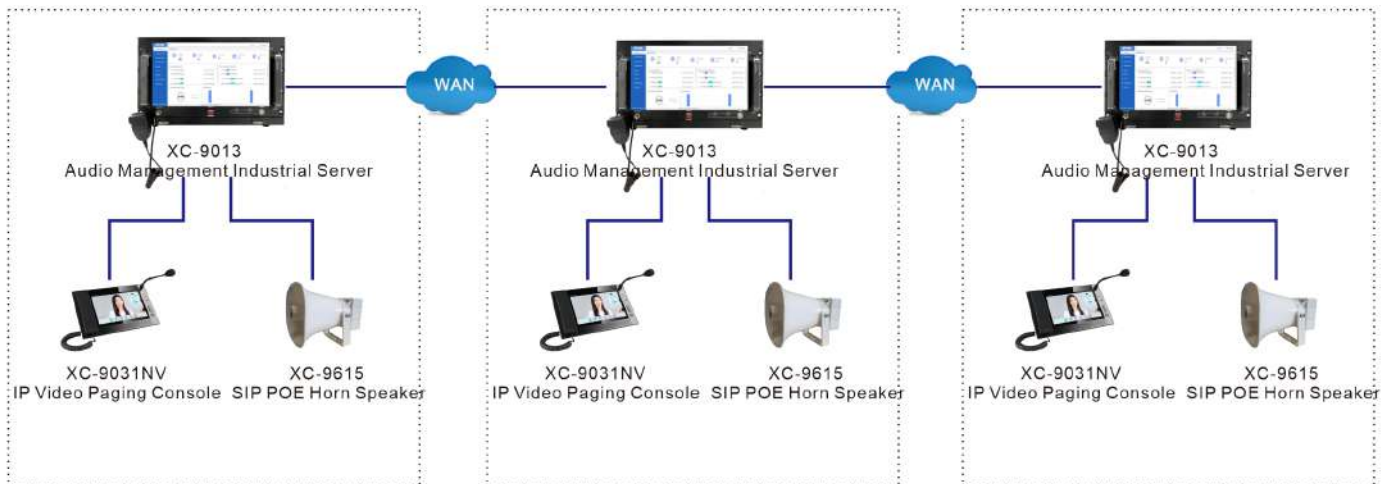 WAN
WAN
XC-9013
Audio Management Industrial Server
XC-9013
Audio Management Industrial Server
XC-9013
Audio Management Industrial Server
XC-9031NV
IP Video Paging Console
XC-9615
SIP POE Horn Speaker
XC-9031NV
IP Video Paging Console
XC-9615
SIP POE Horn Speaker
XC-9031NV
IP Video Paging Console
XC-9615
SIP POE Horn Speaker